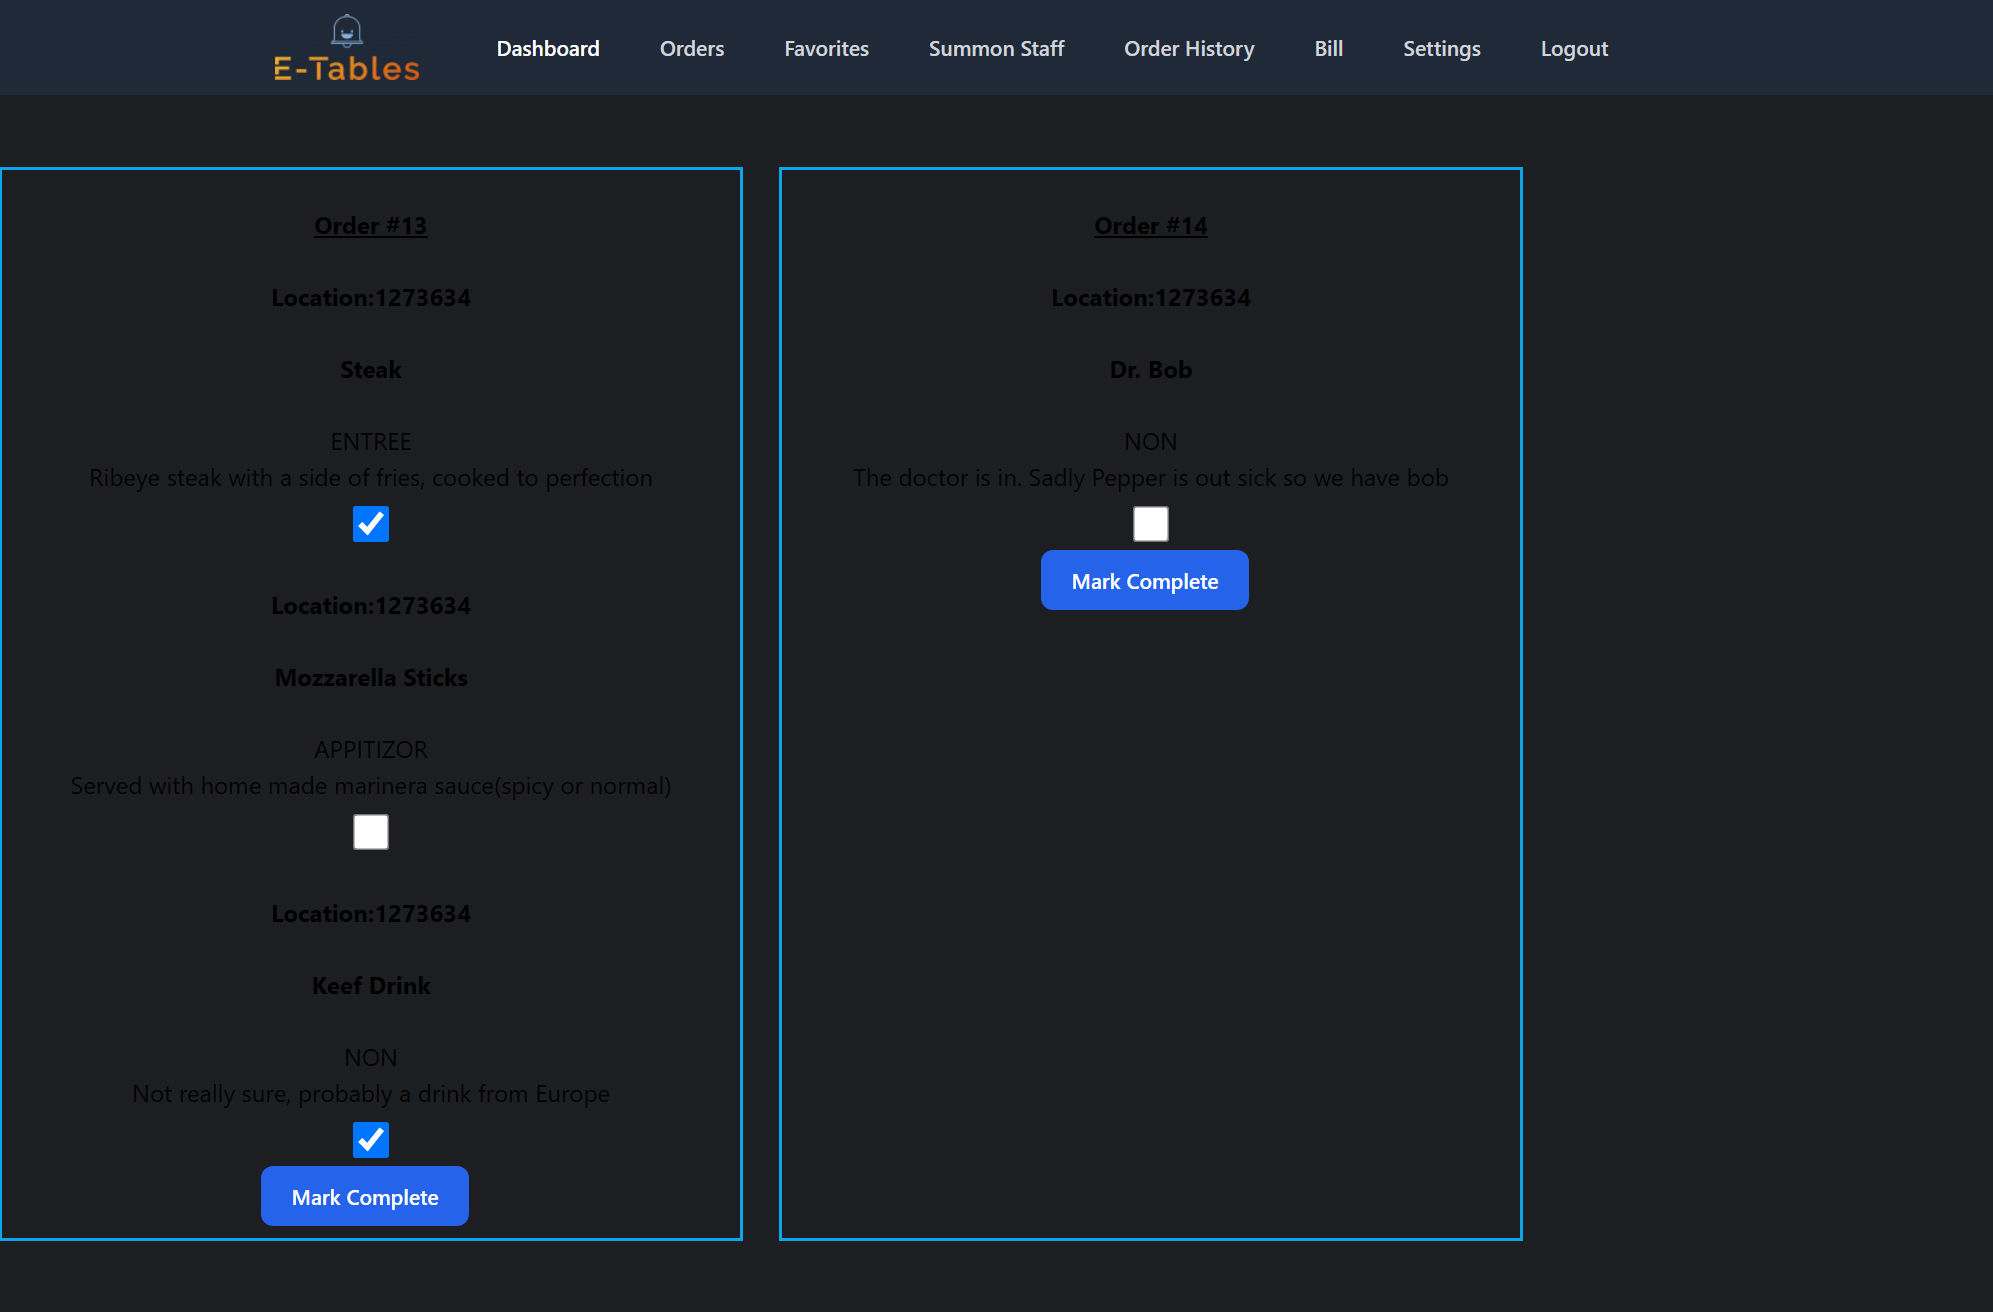 E-Tables
Dashboard Orders Favorites Summon Staff Order History Bill Settings Logout
Order #13
Location:1273634
Steak
ENTREE
Ribeye steak with a side of fries, cooked to perfection
Location:1273634
Mozzarella Sticks
APPITIZOR
Served with home made marinera sauce(spicy or normal)
Location:1273634
Keef Drink
NON
Not really sure, probably a drink from Europe
Mark Complete
Order #14
Location:1273634
Dr. Bob
NON
The doctor is in. Sadly Pepper is out sick so we have bob
Mark Complete